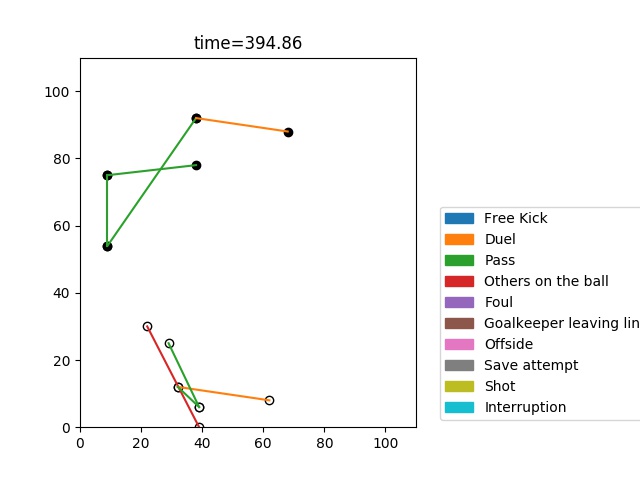 time=394.86
100
80
60
40
20
0
0 20 40 60 80 100
Free Kick
Duel
Pass
Others on the ball
Foul
Goalkeeper leaving lin
Offside
Save attempt
Shot
Interruption